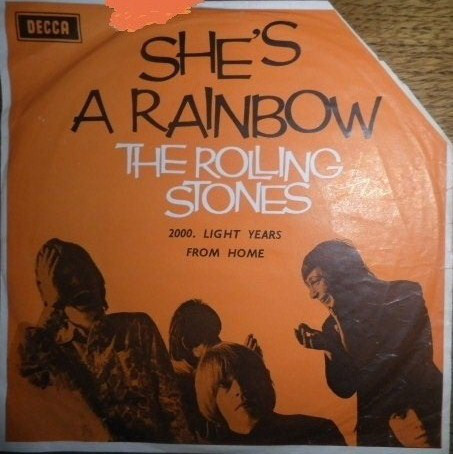 DECCA
SHE'S
A RAINBOW
THE ROLLING
STONES
2000. LIGHT YEARS
FROM HOME